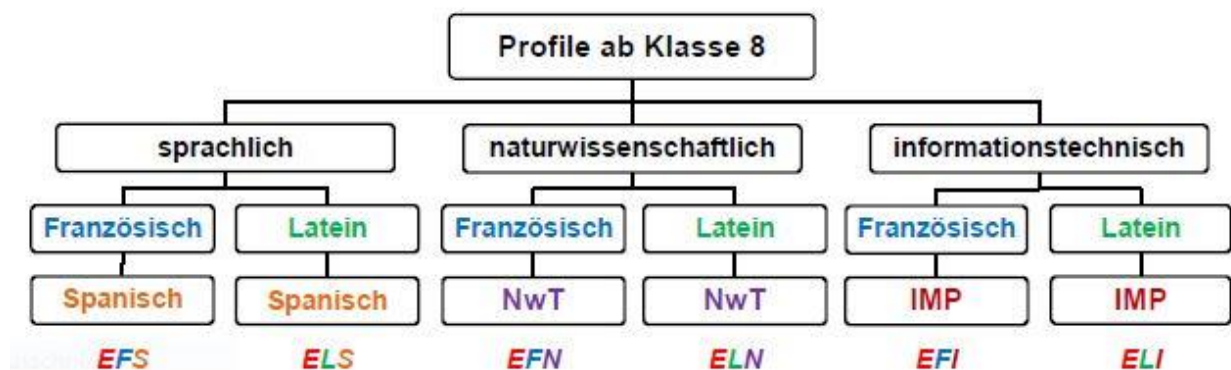 Profile ab Klasse 8
sprachlich naturwissenschaftlich informationstechnisch
Französisch Latein Französisch Latein Französisch Latein
Spanisch Spanisch NwT NwT IMP IMP
EFS ELS EFN ELN EFI ELI